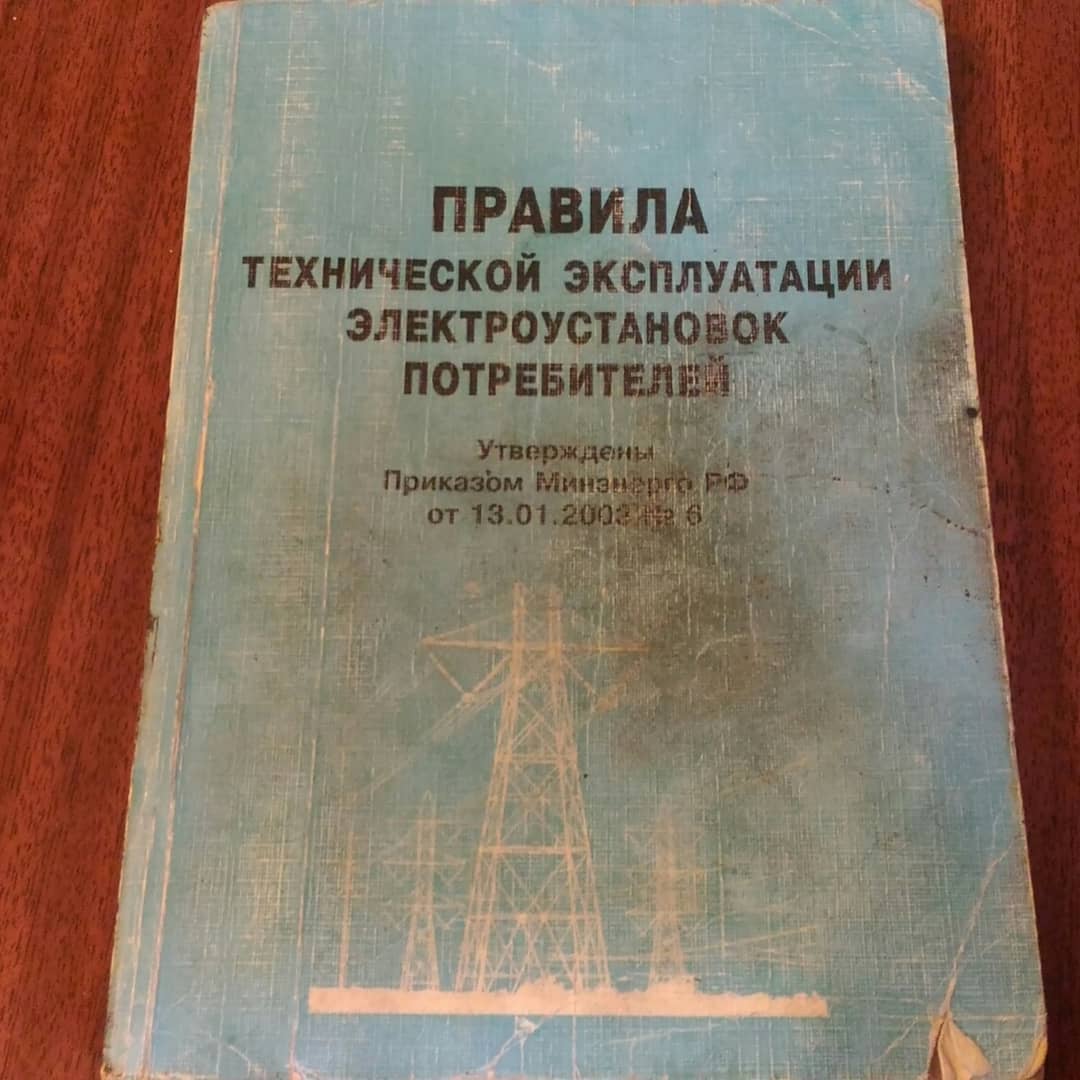 ПРАВИЛА
ТЕХНИЧЕСКОЙ ЭКСПЛУАТАЦИИ
ЭЛЕКТРОУСТАНОВОК
ПОТРЕБИТЕЛЕЙ
Утверждены
Приказом Минэнерго РФ
от 13.01.2003 № 6